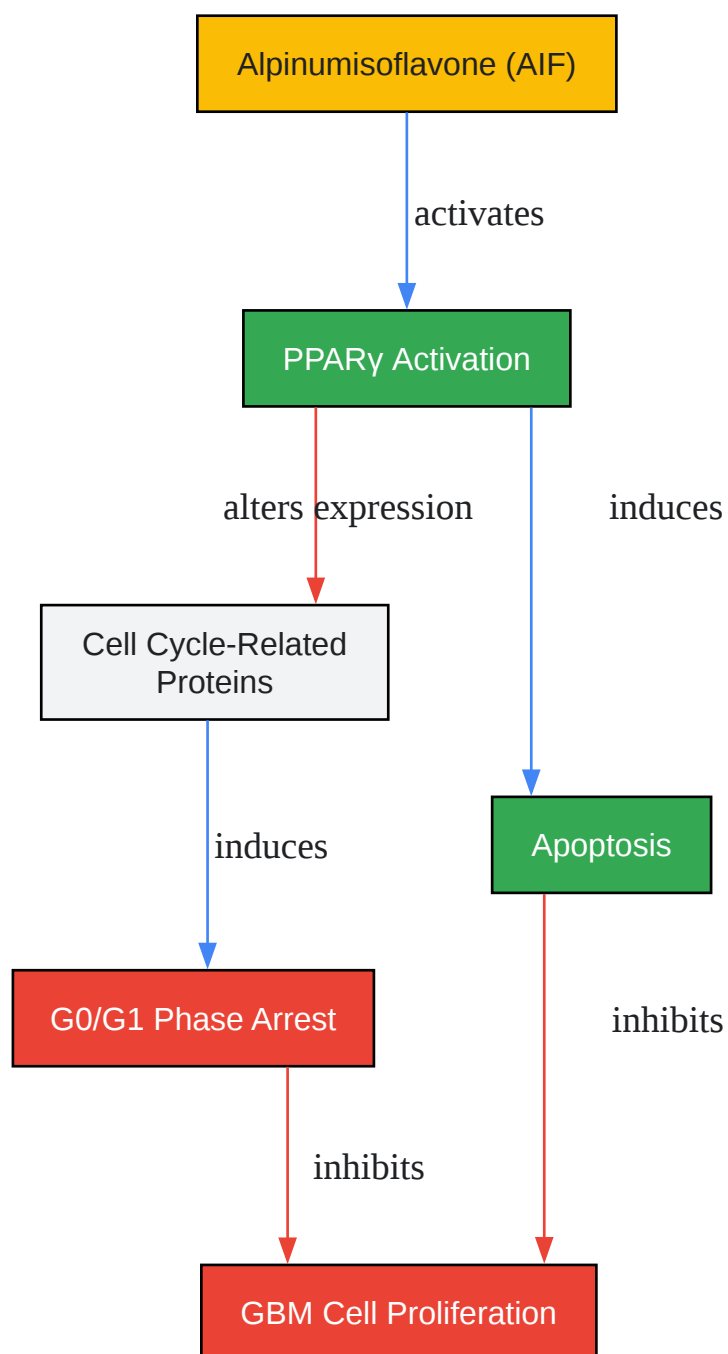 Alpinumisoflavone (AIF)
activates
PPARγ Activation
alters expression
induces
Cell Cycle-Related
Proteins
induces
Apoptosis
G0/G1 Phase Arrest
inhibits
inhibits
GBM Cell Proliferation